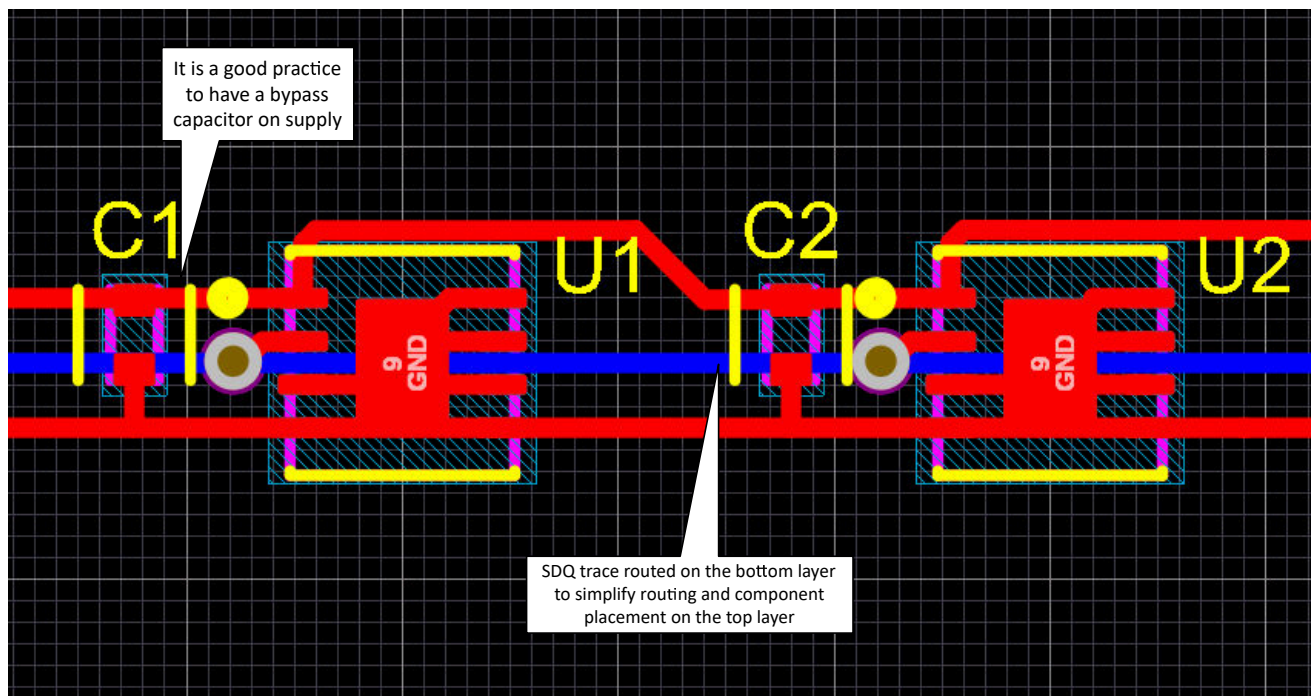 It is a good practice
to have a bypass
capacitor on supply
C1
U1
C2
U2
9
GND
9
GND
SDQ trace routed on the bottom layer
to simplify routing and component
placement on the top layer